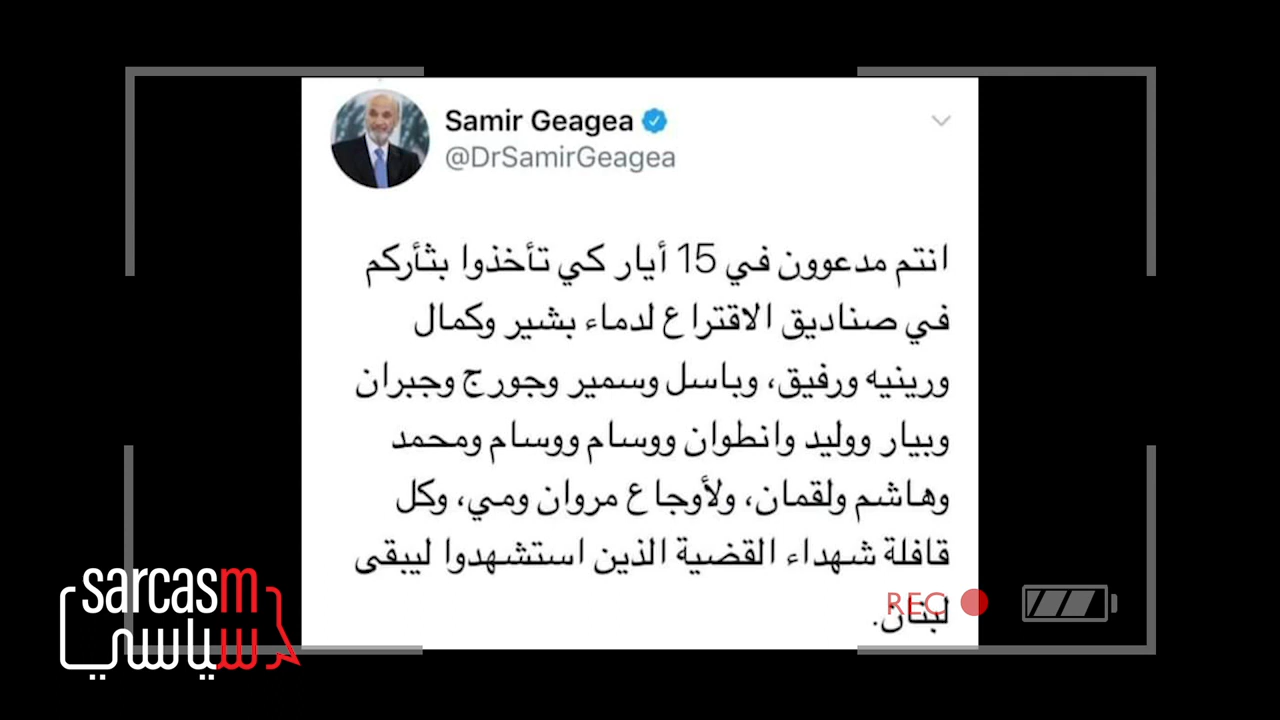 Samir Geagea
@DrSamirGeagea
انتم مدعوون في 15 أيار كي تأخذوا بثأركم
في صناديق الاقتراع لدماء بشير وكمال
ورينيه ورفيق، وباسل وسمير وجورج وجبران
وبيار ووليد وانطوان ووسام ووسام ومحمد
وهاشم ولقمان، ولأوجاع مروان ومي، وكل
قافلة شهداء القضية الذين استشهدوا ليبقى
لبنان.
REC
sarcasm
سياسي